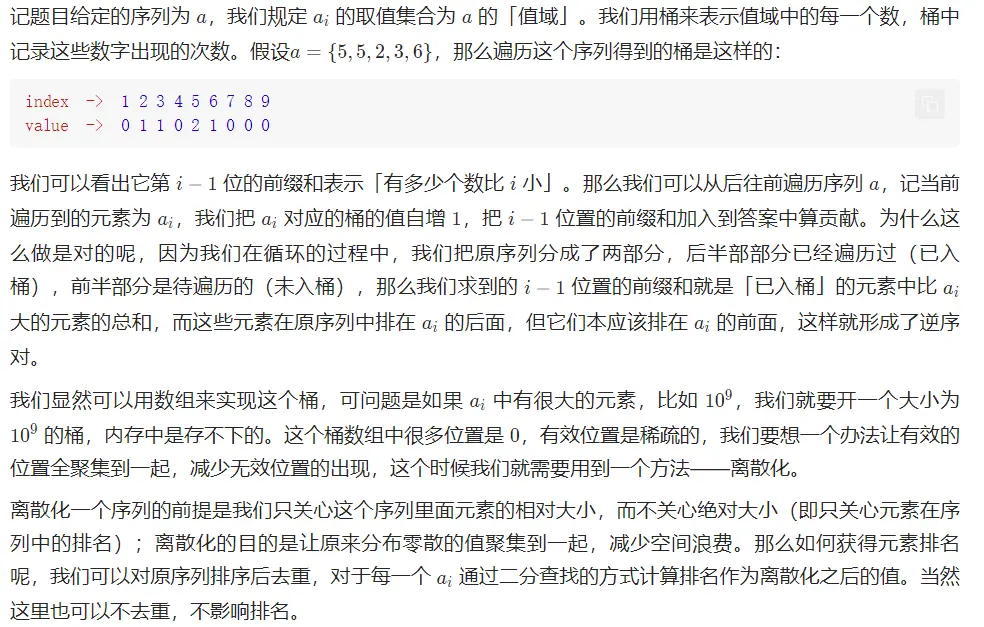 记题目给定的序列为 a，我们规定 aᵢ 的取值集合为 a 的「值域」。我们用桶来表示值域中的每一个数，桶中
记录这些数字出现的次数。假设a = {5, 5, 2, 3, 6}，那么遍历这个序列得到的桶是这样的：
index -> 1 2 3 4 5 6 7 8 9
value -> 0 1 1 0 2 1 0 0 0
我们可以看出它第 i − 1 位的前缀和表示「有多少个数比 i 小」。那么我们可以从后往前遍历序列 a，记当前
遍历到的元素为 aᵢ，我们把 aᵢ 对应的桶的值自增 1，把 i − 1 位置的前缀和加入到答案中算贡献。为什么这
么做是对的呢，因为我们在循环的过程中，我们把原序列分成了两部分，后半部部分已经遍历过（已入
桶），前半部分是待遍历的（未入桶），那么我们求到的 i − 1 位置的前缀和就是「已入桶」的元素中比 aᵢ
大的元素的总和，而这些元素在原序列中排在 aᵢ 的后面，但它们本应该排在 aᵢ 的前面，这样就形成了逆序
对。
我们显然可以用数组来实现这个桶，可问题是如果 aᵢ 中有很大的元素，比如 10⁹，我们就要开一个大小为
10⁹ 的桶，内存中是存不下的。这个桶数组中很多位置是 0，有效位置是稀疏的，我们要想一个办法让有效的
位置全聚集到一起，减少无效位置的出现，这个时候我们就需要用到一个方法——离散化。
离散化一个序列的前提是我们只关心这个序列里面元素的相对大小，而不关心绝对大小（即只关心元素在序
列中的排名）；离散化的目的是让原来分布零散的值聚集到一起，减少空间浪费。那么如何获得元素排名
呢，我们可以对原序列排序后去重，对于每一个 aᵢ 通过二分查找的方式计算排名作为离散化之后的值。当然
这里也可以不去重，不影响排名。